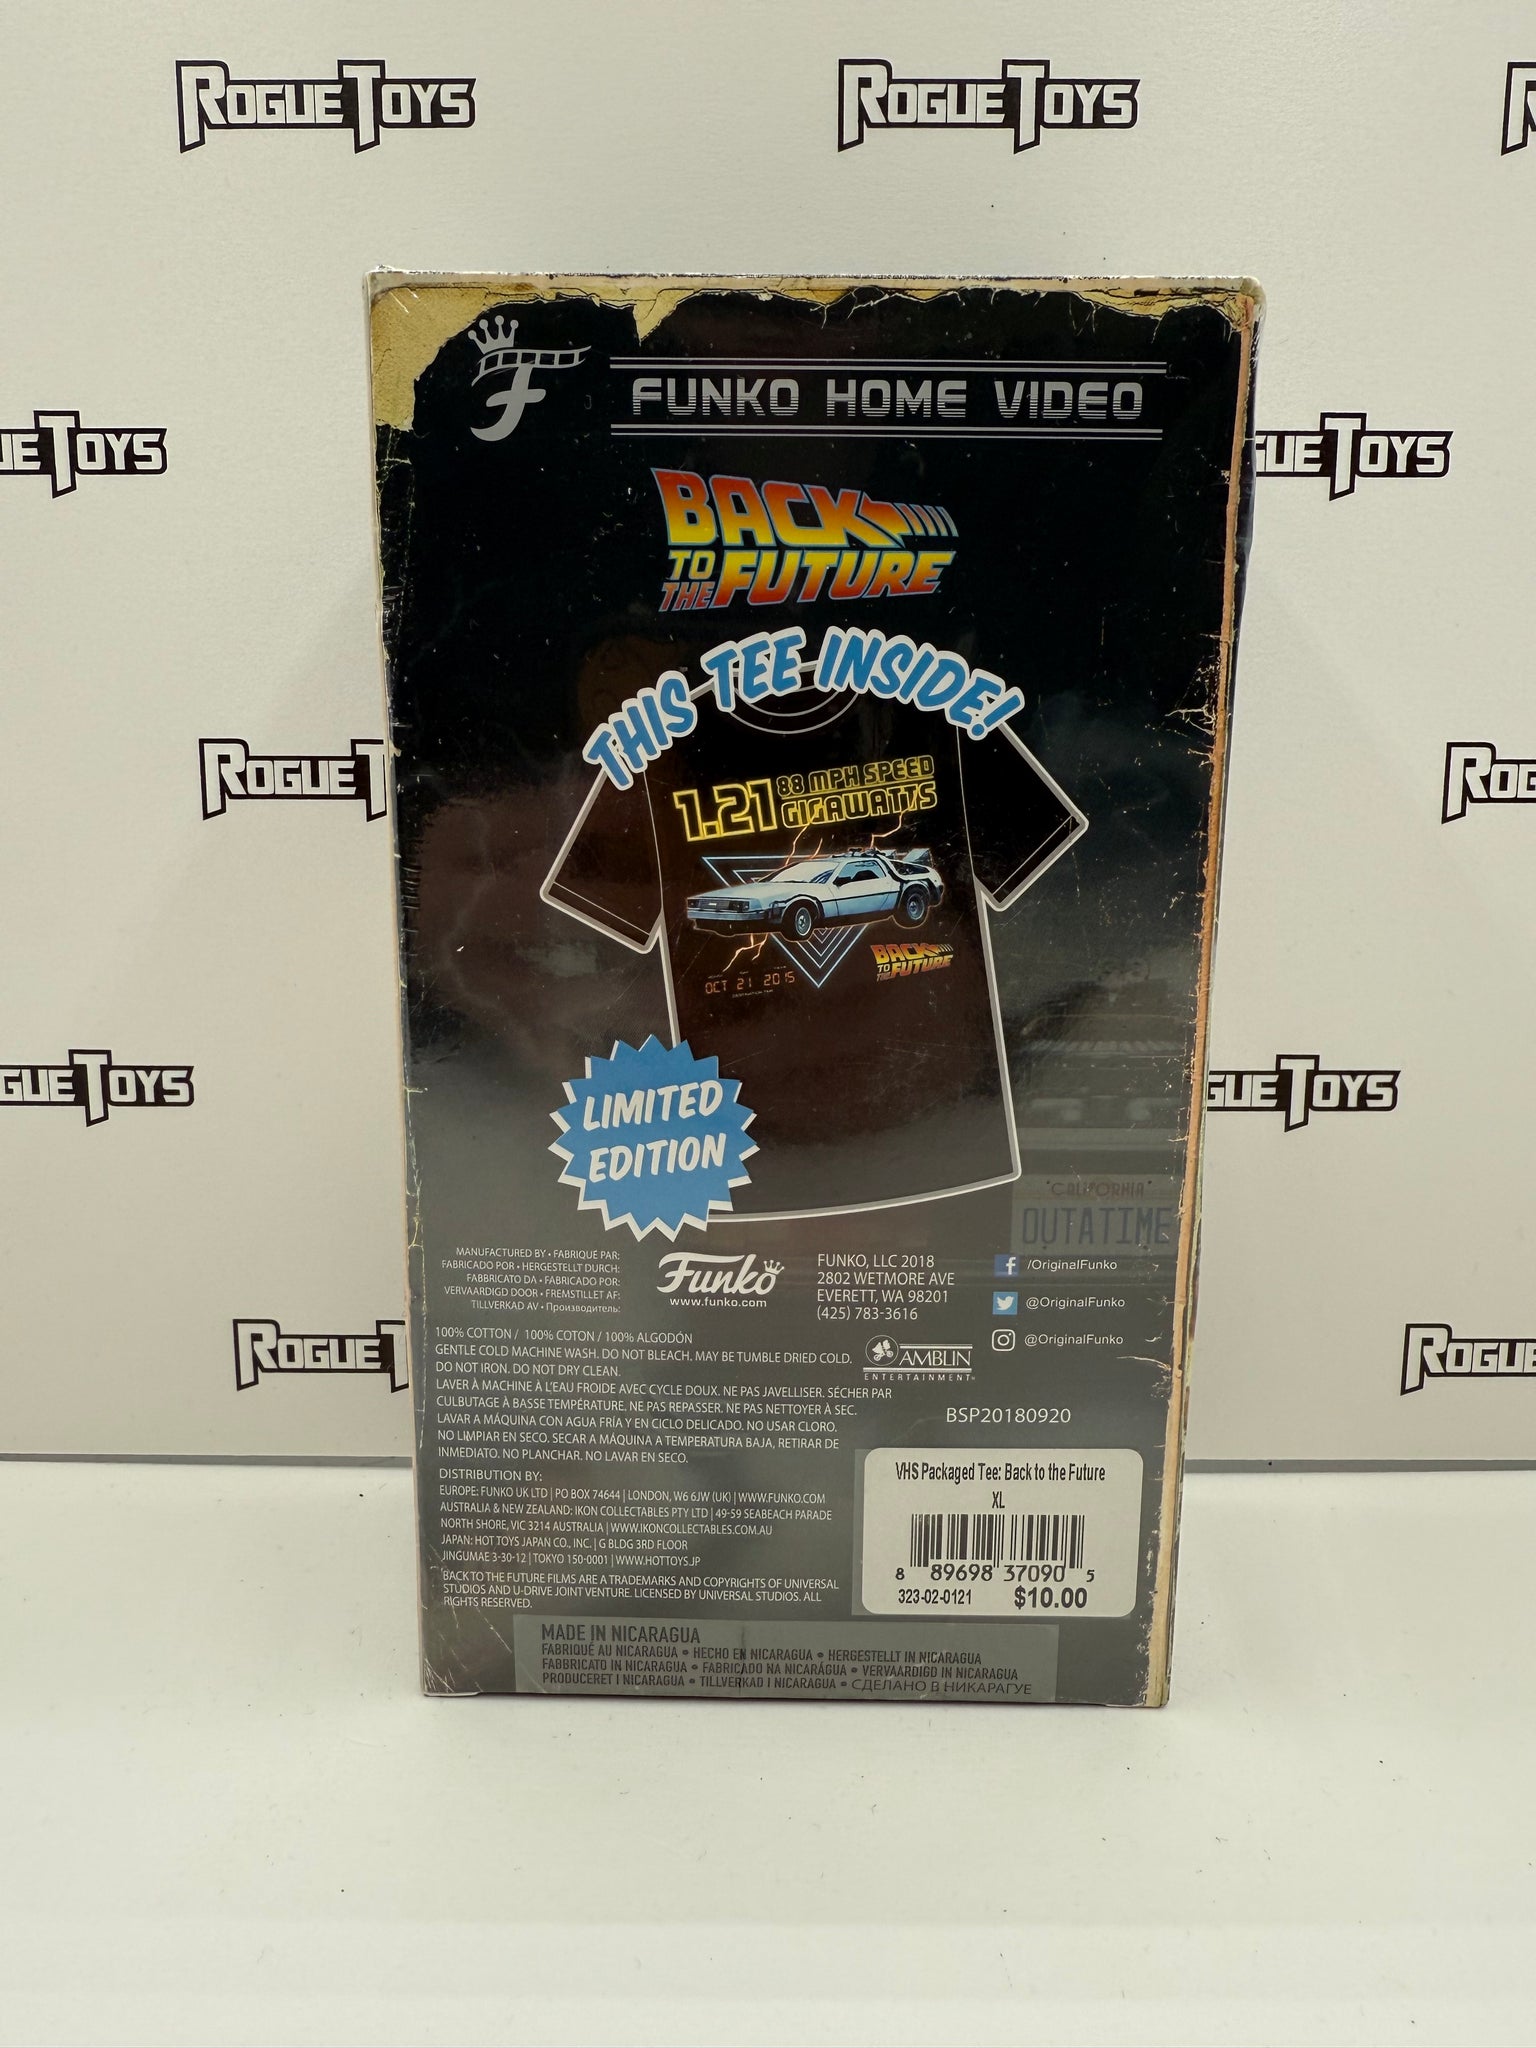 ROGUE TOYS
ROGUE TOYS
UE TOYS
GUE TOYS
ROGUE T
ROG
GUE TOYS
GUE TOYS
ROGUE T
ROGUE
F
FUNKO HOME VIDEO
BACK
TO THE FUTURE
THIS TEE INSIDE!
1.21 88 MPH SPEED
GIGAWATTS
BACK
TO THE FUTURE
OCT 21 2015
LIMITED
EDITION
CALIFORNIA
OUTATIME
MANUFACTURED BY • FABRIQUÉ PAR:
FABRICADO POR • HERGESTELLT DURCH:
FABBRICATO DA • FABRICADO POR:
VERVAARDIGD DOOR • FREMSTILLET AF:
TILLVERKAD AV • Производитель:
Funko
www.funko.com
FUNKO, LLC 2018
2802 WETMORE AVE
EVERETT, WA 98201
(425) 783-3616
/OriginalFunko
@OriginalFunko
@OriginalFunko
100% COTTON / 100% COTON / 100% ALGODÓN
GENTLE COLD MACHINE WASH. DO NOT BLEACH. MAY BE TUMBLE DRIED COLD.
DO NOT IRON. DO NOT DRY CLEAN.
LAVER À MACHINE À L'EAU FROIDE AVEC CYCLE DOUX. NE PAS JAVELLISER. SÉCHER PAR
CULBUTAGE À BASSE TEMPÉRATURE. NE PAS REPASSER. NE PAS NETTOYER À SEC.
LAVAR A MÁQUINA CON AGUA FRÍA Y EN CICLO DELICADO. NO USAR CLORO.
NO LIMPIAR EN SECO. SECAR A MÁQUINA A TEMPERATURA BAJA, RETIRAR DE
INMEDIATO. NO PLANCHAR. NO LAVAR EN SECO.
AMBLIN
ENTERTAINMENT
BSP20180920
DISTRIBUTION BY:
EUROPE: FUNKO UK LTD | PO BOX 74644 | LONDON, W6 6JW (UK) | WWW.FUNKO.COM
AUSTRALIA & NEW ZEALAND: IKON COLLECTABLES PTY LTD | 49-59 SEABEACH PARADE
NORTH SHORE, VIC 3214 AUSTRALIA | WWW.IKONCOLLECTABLES.COM.AU
JAPAN: HOT TOYS JAPAN CO., INC. | G BLDG 3RD FLOOR
JINGUMAE 3-30-12 | TOKYO 150-0001 | WWW.HOTTOYS.JP
BACK TO THE FUTURE FILMS ARE A TRADEMARKS AND COPYRIGHTS OF UNIVERSAL
STUDIOS AND U-DRIVE JOINT VENTURE. LICENSED BY UNIVERSAL STUDIOS. ALL
RIGHTS RESERVED.
VHS Packaged Tee: Back to the Future
XL
8 89698 37090 5
323-02-0121 $10.00
MADE IN NICARAGUA
FABRIQUÉ AU NICARAGUA • HECHO EN NICARAGUA • HERGESTELLT IN NICARAGUA
FABBRICATO IN NICARAGUA • FABRICADO NA NICARÁGUA • VERVAARDIGD IN NICARAGUA
PRODUCERET I NICARAGUA • TILLVERKAD I NICARAGUA • СДЕЛАНО В НИКАРАГУЕ